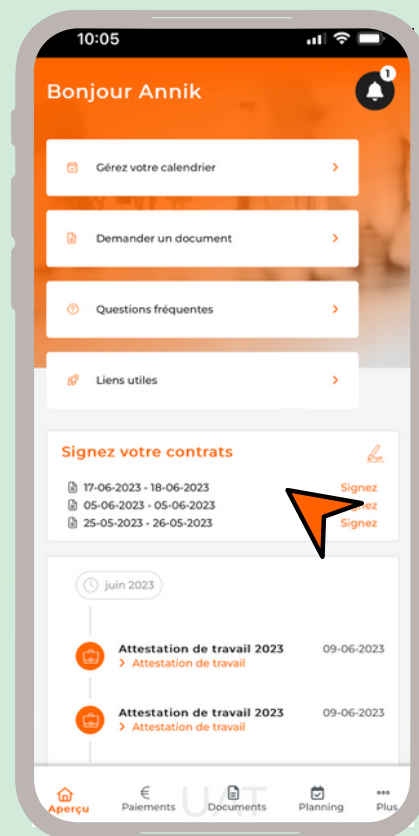 10:05
Bonjour Annik
1
Gérez votre calendrier
Demander un document
Questions fréquentes
Liens utiles
Signez votre contrats
17-06-2023 - 18-06-2023 Signez
05-06-2023 - 05-06-2023 Signez
25-05-2023 - 26-05-2023 Signez
juin 2023
Attestation de travail 2023 09-06-2023
> Attestation de travail
Attestation de travail 2023 09-06-2023
> Attestation de travail
UAT
Aperçu Paiements Documents Planning Plus